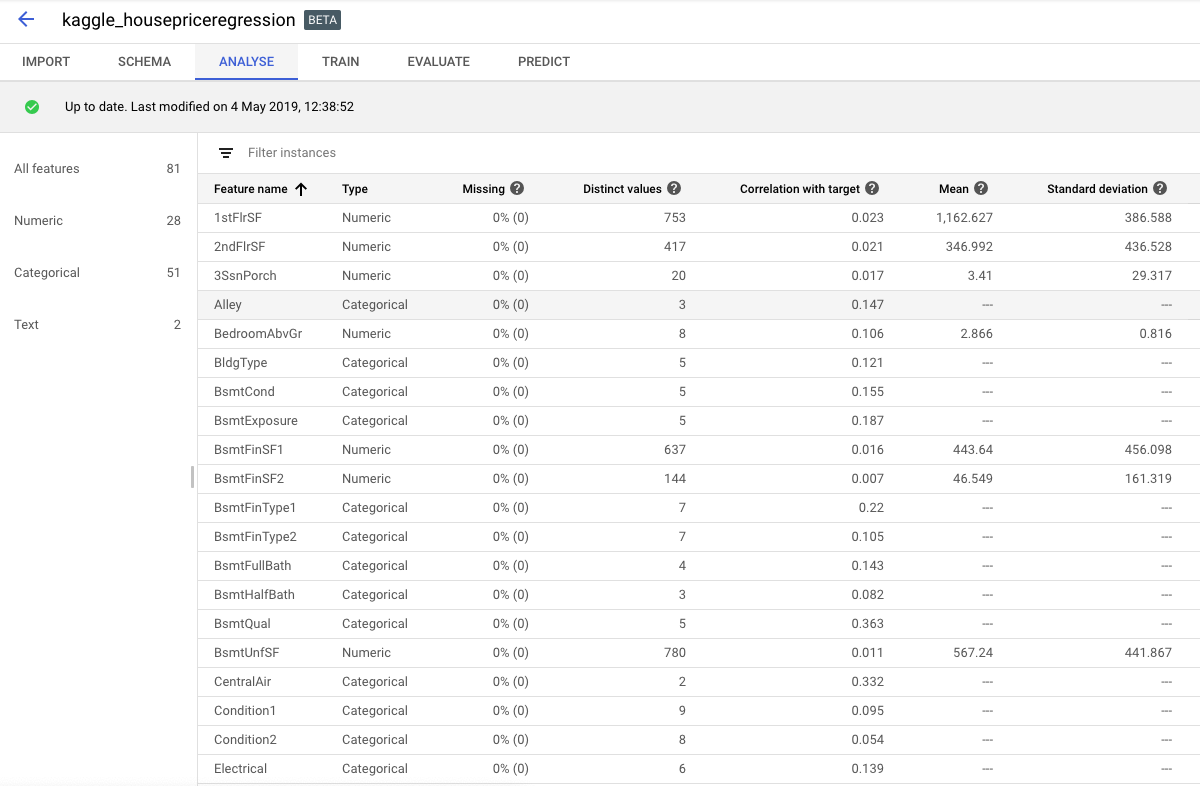 kaggle_housepriceregression BETA
IMPORT SCHEMA ANALYSE TRAIN EVALUATE PREDICT
Up to date. Last modified on 4 May 2019, 12:38:52
All features 81
Numeric 28
Categorical 51
Text 2
Filter instances
Feature name Type Missing Distinct values Correlation with target Mean Standard deviation
1stFlrSF Numeric 0% (0) 753 0.023 1,162.627 386.588
2ndFlrSF Numeric 0% (0) 417 0.021 346.992 436.528
3SsnPorch Numeric 0% (0) 20 0.017 3.41 29.317
Alley Categorical 0% (0) 3 0.147 --- ---
BedroomAbvGr Numeric 0% (0) 8 0.106 2.866 0.816
BldgType Categorical 0% (0) 5 0.121 --- ---
BsmtCond Categorical 0% (0) 5 0.155 --- ---
BsmtExposure Categorical 0% (0) 5 0.187 --- ---
BsmtFinSF1 Numeric 0% (0) 637 0.016 443.64 456.098
BsmtFinSF2 Numeric 0% (0) 144 0.007 46.549 161.319
BsmtFinType1 Categorical 0% (0) 7 0.22 --- ---
BsmtFinType2 Categorical 0% (0) 7 0.105 --- ---
BsmtFullBath Categorical 0% (0) 4 0.143 --- ---
BsmtHalfBath Categorical 0% (0) 3 0.082 --- ---
BsmtQual Categorical 0% (0) 5 0.363 --- ---
BsmtUnfSF Numeric 0% (0) 780 0.011 567.24 441.867
CentralAir Categorical 0% (0) 2 0.332 --- ---
Condition1 Categorical 0% (0) 9 0.095 --- ---
Condition2 Categorical 0% (0) 8 0.054 --- ---
Electrical Categorical 0% (0) 6 0.139 --- ---